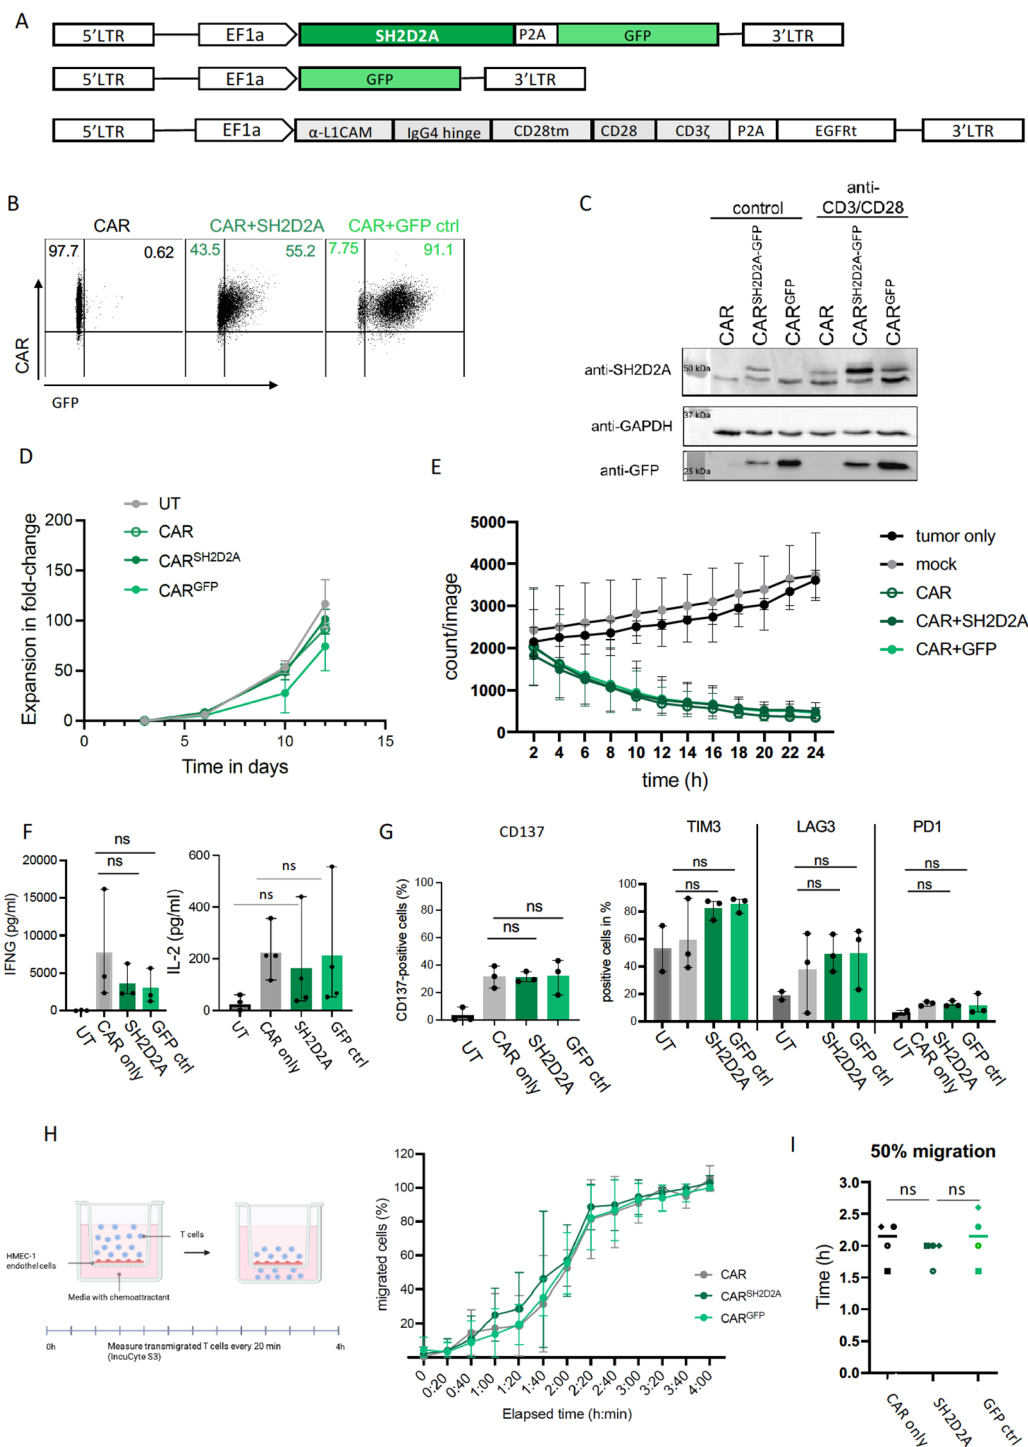 A
5'LTR EF1a SH2D2A P2A GFP 3'LTR
5'LTR EF1a GFP 3'LTR
5'LTR EF1a α-L1CAM IgG4 hinge CD28tm CD28 CD3ζ P2A EGFRt 3'LTR
B
CAR CAR+SH2D2A CAR+GFP ctrl
97.7 0.62 43.5 55.2 7.75 91.1
CAR
GFP
C
control anti-CD3/CD28
CAR CARSH2D2A-GFP CARGFP CAR CARSH2D2A-GFP CARGFP
anti-SH2D2A 50 kDa
37 kDa
anti-GAPDH
anti-GFP 25 kDa
D
UT
CAR
CARSH2D2A
CARGFP
Expansion in fold-change
200
150
100
50
0
0 5 10 15
Time in days
E
count/image
5000
4000
3000
2000
1000
0
2 4 6 8 10 12 14 16 18 20 22 24
time (h)
tumor only
mock
CAR
CAR+SH2D2A
CAR+GFP
F
ns
ns
IFNG (pg/ml)
20000
15000
10000
5000
0
UT CAR only SH2D2A GFP ctrl
ns
ns
IL-2 (pg/ml)
600
400
200
0
UT CAR only SH2D2A GFP ctrl
G
CD137
ns
ns
CD137-positive cells (%)
100
80
60
40
20
0
UT CAR only SH2D2A GFP ctrl
TIM3 LAG3 PD1
ns ns ns
ns ns ns
positive cells in %
100
80
60
40
20
0
UT SH2D2A GFP ctrl UT SH2D2A GFP ctrl UT CAR only SH2D2A GFP ctrl
H
T cells
HMEC-1
endothel cells
Media with chemoattractant
0h Measure transmigrated T cells every 20 min 4h
(IncuCyte S3)
migrated cells (%)
120
100
80
60
40
20
0 0:20 0:40 1:00 1:20 1:40 2:00 2:20 2:40 3:00 3:20 3:40 4:00
Elapsed time (h:min)
CAR
CARSH2D2A
CARGFP
I
50% migration
ns ns
Time (h)
3.0
2.5
2.0
1.5
1.0
0.5
0.0
CAR only SH2D2A GFP ctrl